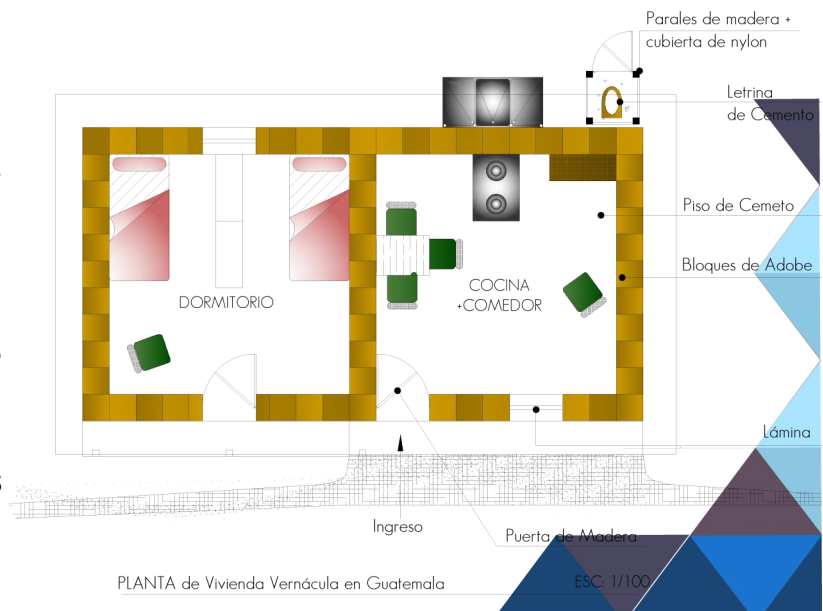 Parales de madera +
cubierta de nylon
Letrina
de Cemento
Piso de Cemeto
Bloques de Adobe
DORMITORIO
COCINA
+COMEDOR
Lámina
Ingreso
Puerta de Madera
PLANTA de Vivienda Vernácula en Guatemala
ESC: 1/100